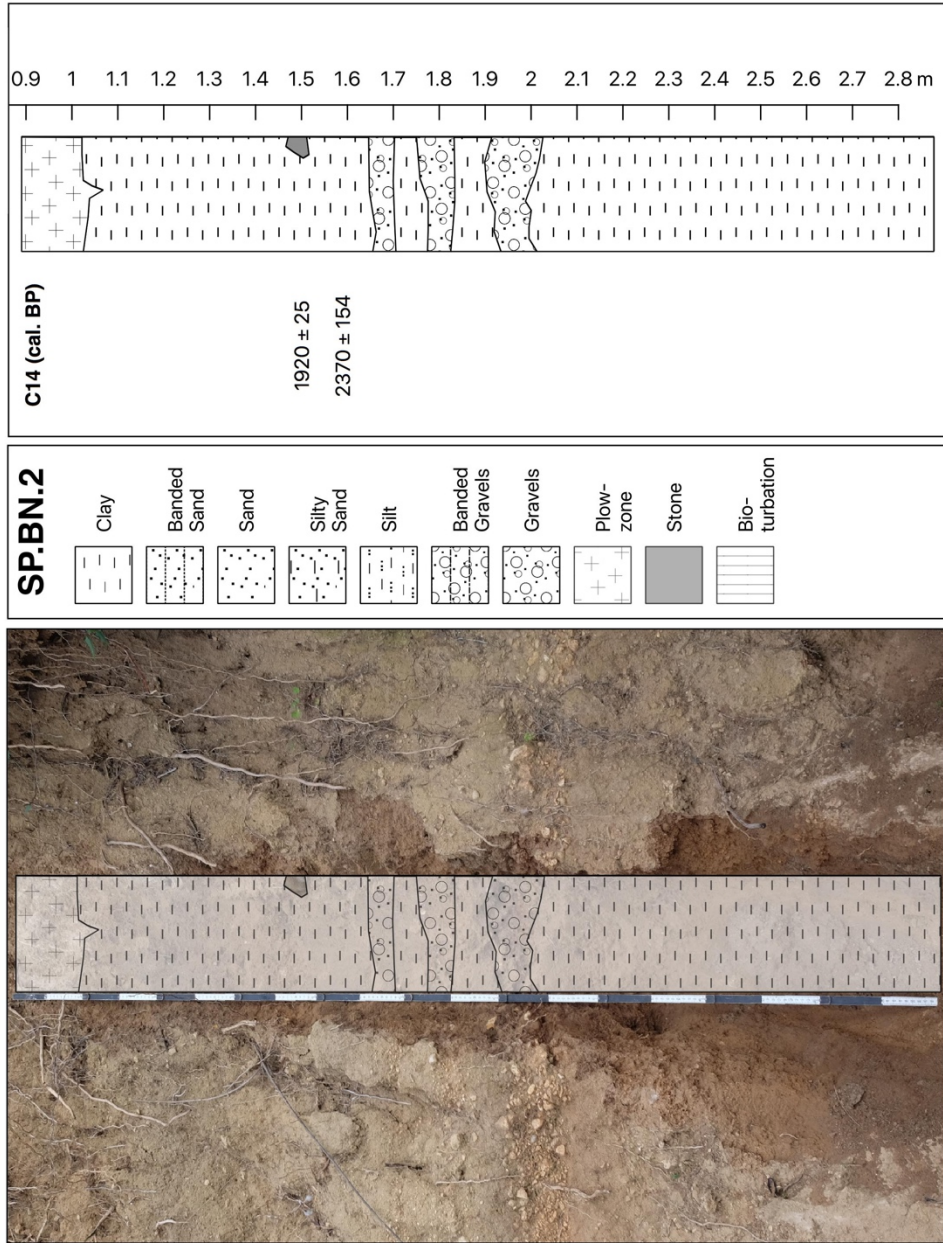 SP.BN.2
Clay
Banded
Sand
Sand
Silty
Sand
Silt
Banded
Gravels
Gravels
Plow-
zone
Stone
Bio-
turbation
C14 (cal. BP)
1920 ± 25
2370 ± 154
0.9
1
1.1
1.2
1.3
1.4
1.5
1.6
1.7
1.8
1.9
2
2.1
2.2
2.3
2.4
2.5
2.6
2.7
2.8 m